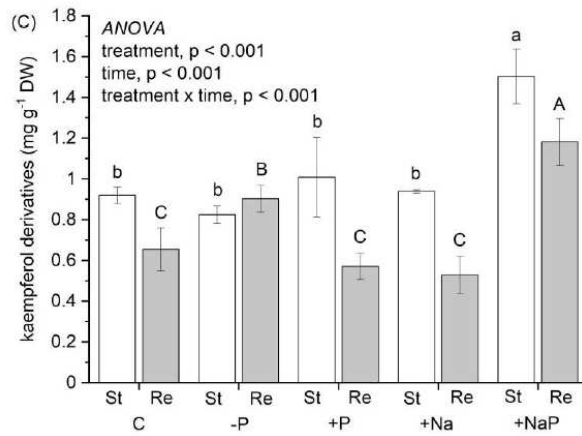 (C)
ANOVA
treatment, p < 0.001
time, p < 0.001
treatment x time, p < 0.001
kaempferol derivatives (mg g⁻¹ DW)
1.8
1.6
1.4
1.2
1
0.8
0.6
0.4
0.2
0
b C b B b C b C a A
St Re St Re St Re St Re St Re
C -P +P +Na +NaP